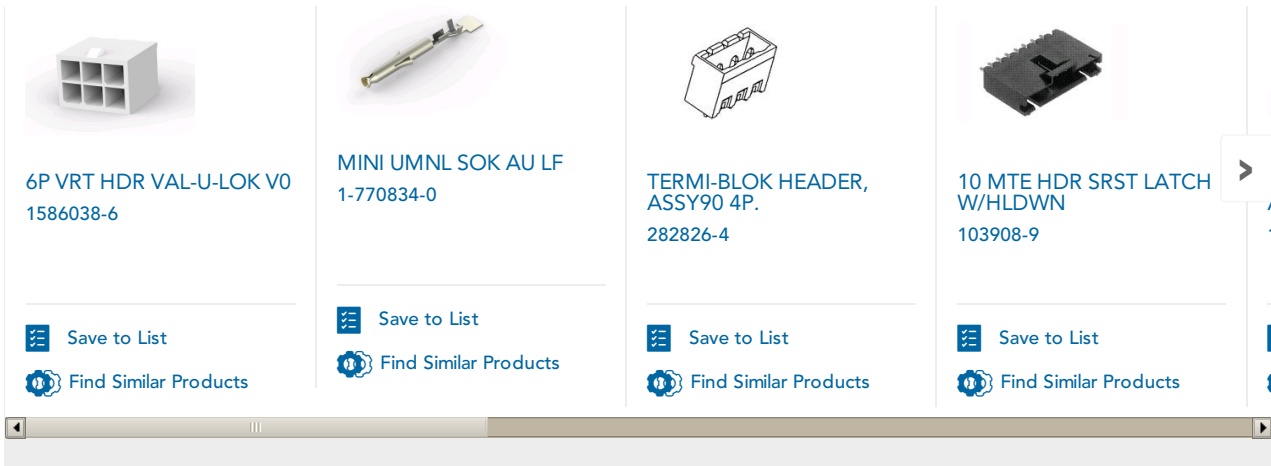 6P VRT HDR VAL-U-LOK V0
1586038-6
Save to List
Find Similar Products
MINI UMNL SOK AU LF
1-770834-0
Save to List
Find Similar Products
TERMI-BLOK HEADER,
ASSY90 4P.
282826-4
Save to List
Find Similar Products
10 MTE HDR SRST LATCH
W/HLDWN
103908-9
Save to List
Find Similar Products